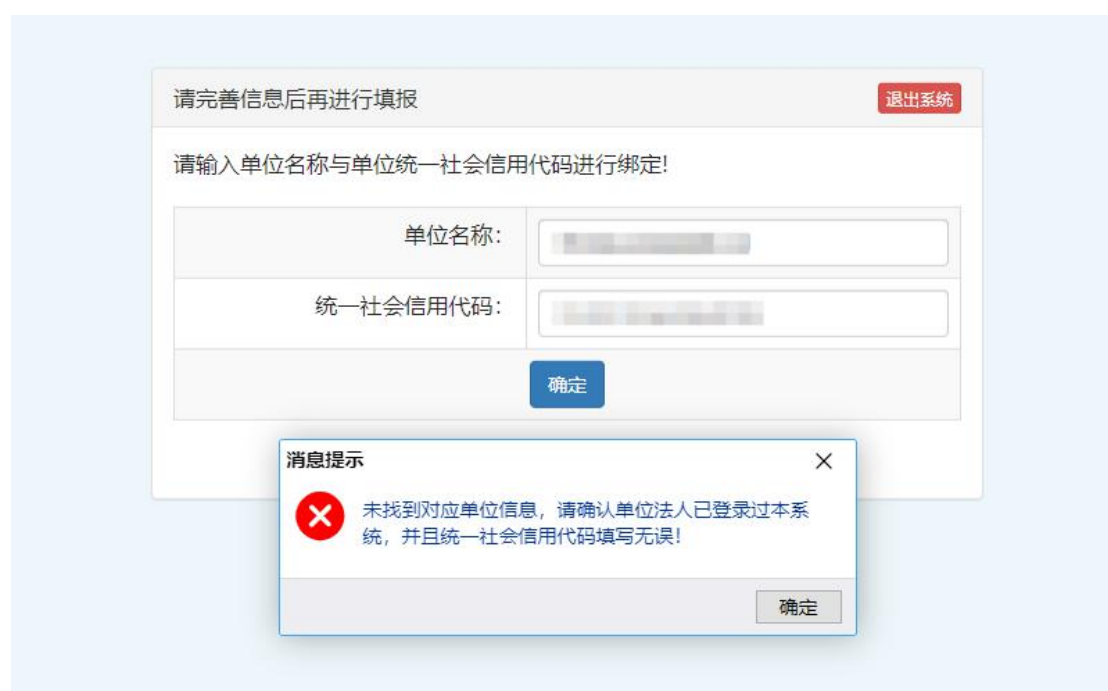 请完善信息后再进行填报
退出系统
请输入单位名称与单位统一社会信用代码进行绑定!
单位名称：
统一社会信用代码：
确定
消息提示
未找到对应单位信息，请确认单位法人已登录过本系
统，并且统一社会信用代码填写无误!
确定